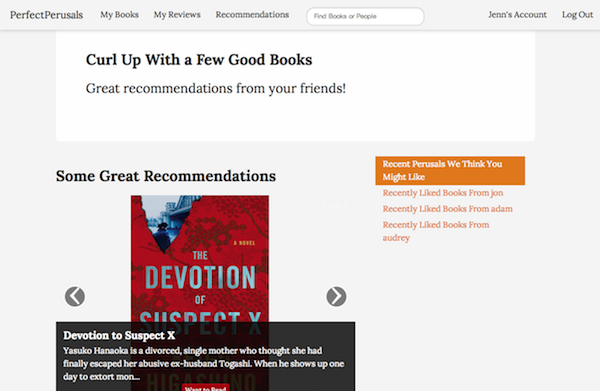 PerfectPerusals My Books My Reviews Recommendations Find Books or People Jenn's Account Log Out
Curl Up With a Few Good Books
Great recommendations from your friends!
Some Great Recommendations
A NOVEL
THE
DEVOTION
OF
SUSPECT X
Devotion to Suspect X
Yasuko Hanaoka is a divorced, single mother who thought she had
finally escaped her abusive ex-husband Togashi. When he shows up one
day to extort mon...
HIGASHINO
Want to Read
Recent Perusals We Think You
Might Like
Recently Liked Books From jon
Recently Liked Books From adam
Recently Liked Books From
audrey